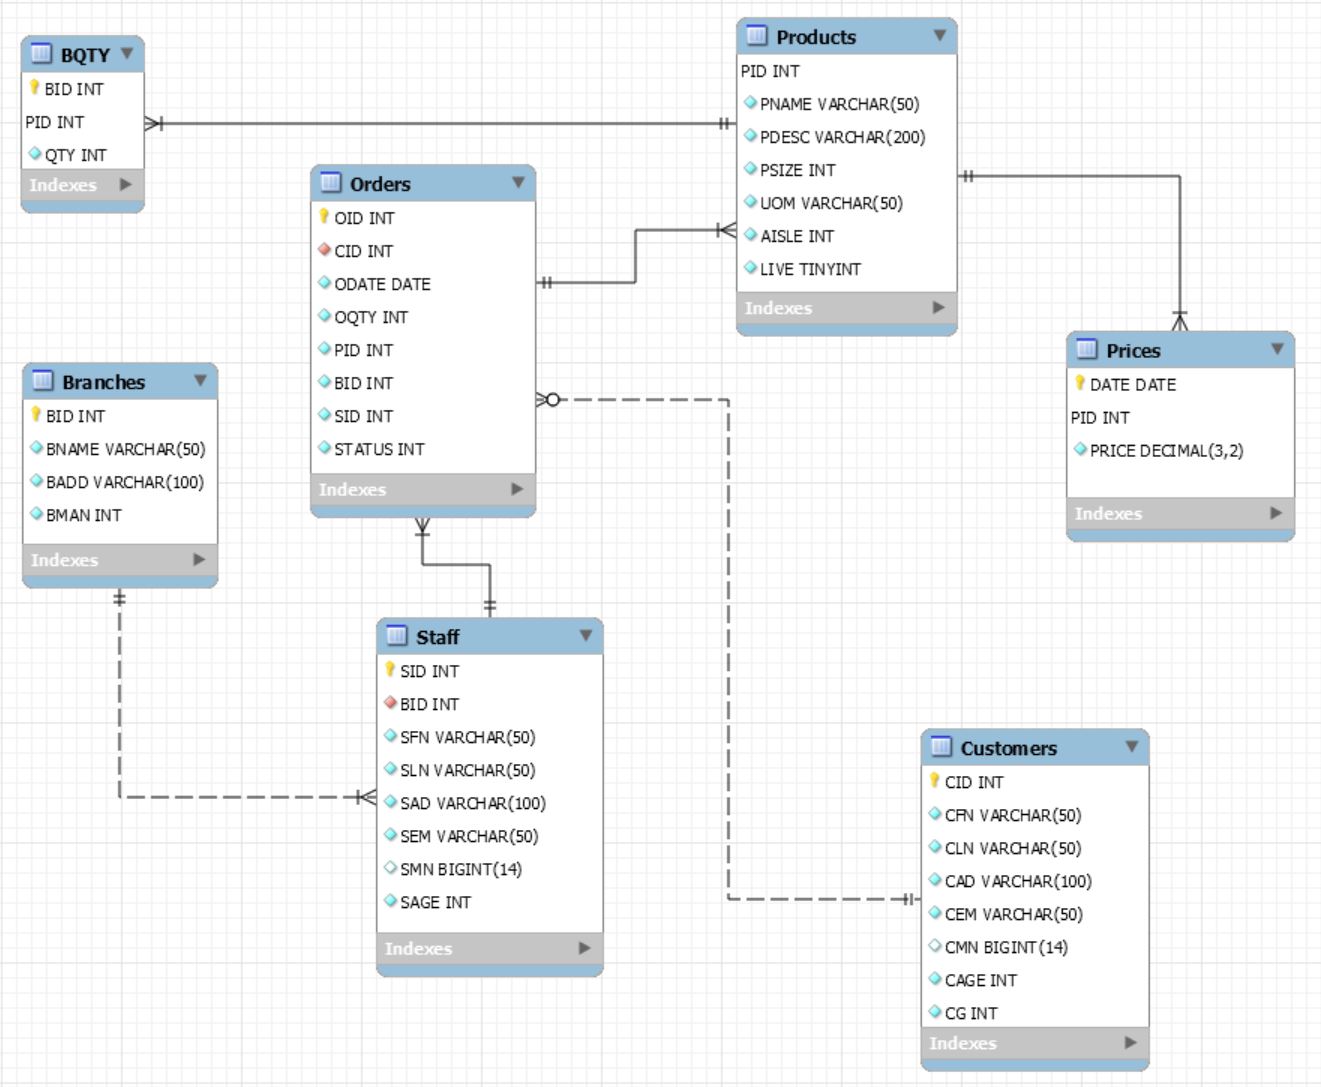 BQTY
BID INT
PID INT
QTY INT
Indexes
Products
PID INT
PNAME VARCHAR(50)
PDESC VARCHAR(200)
PSIZE INT
UOM VARCHAR(50)
AISLE INT
LIVE TINYINT
Indexes
Orders
OID INT
CID INT
ODATE DATE
OQTY INT
PID INT
BID INT
SID INT
STATUS INT
Indexes
Prices
DATE DATE
PID INT
PRICE DECIMAL(3,2)
Indexes
Branches
BID INT
BNAME VARCHAR(50)
BADD VARCHAR(100)
BMAN INT
Indexes
Staff
SID INT
BID INT
SFN VARCHAR(50)
SLN VARCHAR(50)
SAD VARCHAR(100)
SEM VARCHAR(50)
SMN BIGINT(14)
SAGE INT
Indexes
Customers
CID INT
CFN VARCHAR(50)
CLN VARCHAR(50)
CAD VARCHAR(100)
CEM VARCHAR(50)
CMN BIGINT(14)
CAGE INT
CG INT
Indexes